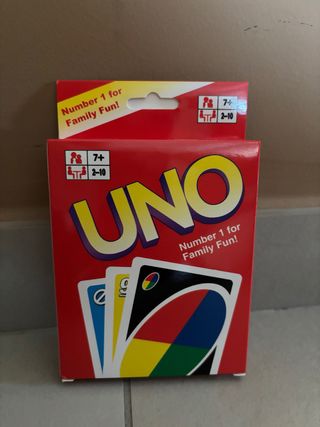 Number 1 for
Family Fun!
7+
2-10
7+
2-10
UNO
Number 1 for
Family Fun!